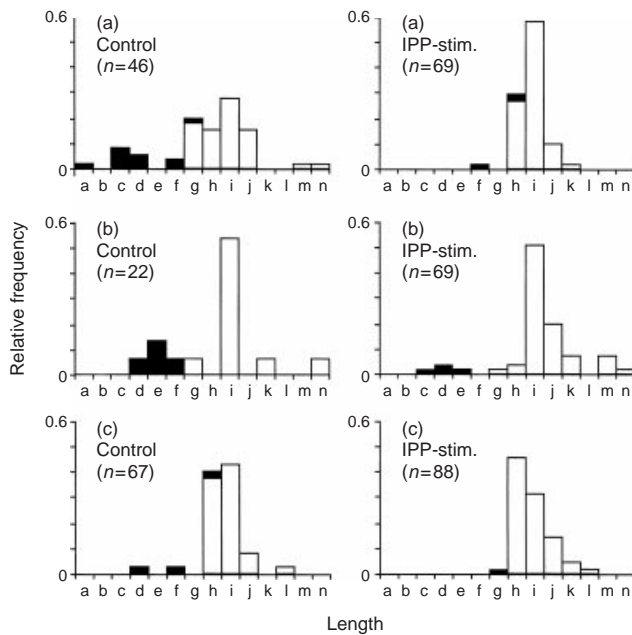 0.6
(a)
Control
(n=46)
0
a b c d e f g h i j k l m n
0.6
(a)
IPP-stim.
(n=69)
0
a b c d e f g h i j k l m n
0.6
(b)
Control
(n=22)
0
a b c d e f g h i j k l m n
0.6
(b)
IPP-stim.
(n=69)
0
a b c d e f g h i j k l m n
0.6
(c)
Control
(n=67)
0
a b c d e f g h i j k l m n
0.6
(c)
IPP-stim.
(n=88)
0
a b c d e f g h i j k l m n
Relative frequency
Length